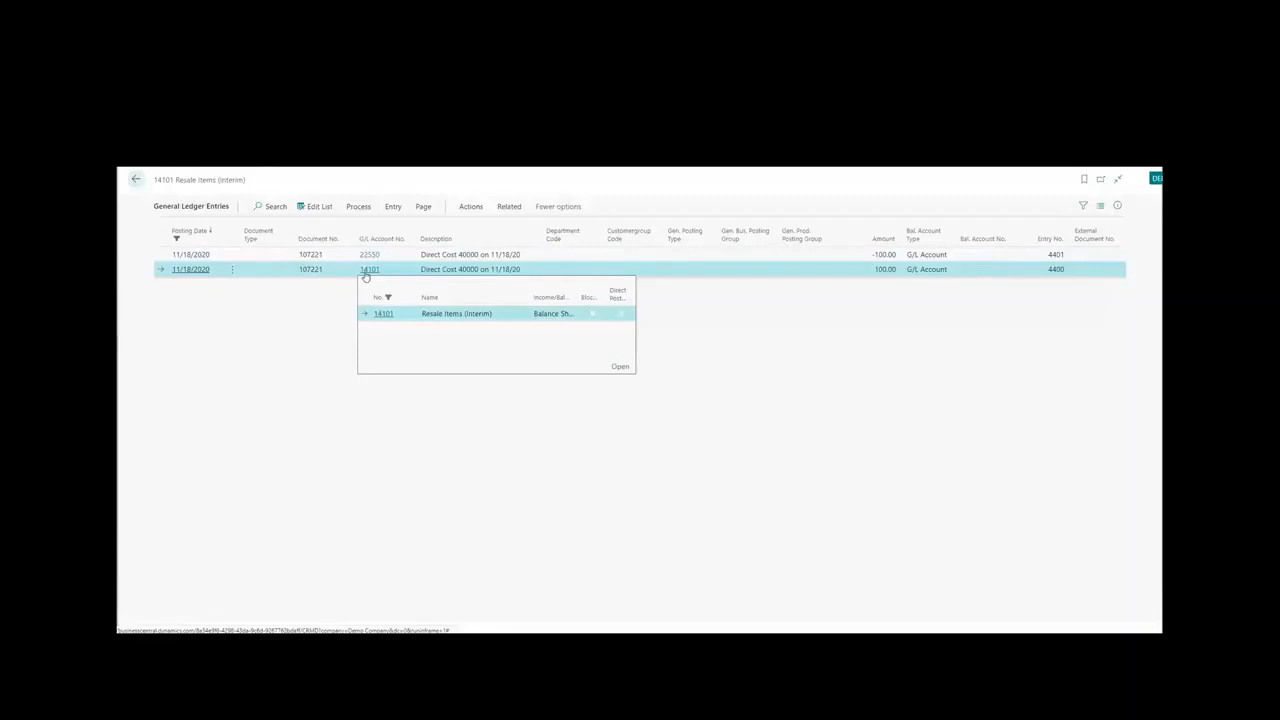 14101 Resale Items (Interim)
DE
General Ledger Entries Search Edit List Process Entry Page Actions Related Fewer options
Posting Date ↓ Document Type Document No. G/L Account No. Description Department Code Customergroup Code Gen. Posting Type Gen. Bus. Posting Group Gen. Prod. Posting Group Amount Bal. Account Type Bal. Account No. Entry No. External Document No.
11/18/2020 107221 22550 Direct Cost 40000 on 11/18/20 -100.00 G/L Account 4401
11/18/2020 107221 14101 Direct Cost 40000 on 11/18/20 100.00 G/L Account 4400
No. Name Income/Bal... Bloc... Direct Post...
14101 Resale Items (Interim) Balance Sh...
Open